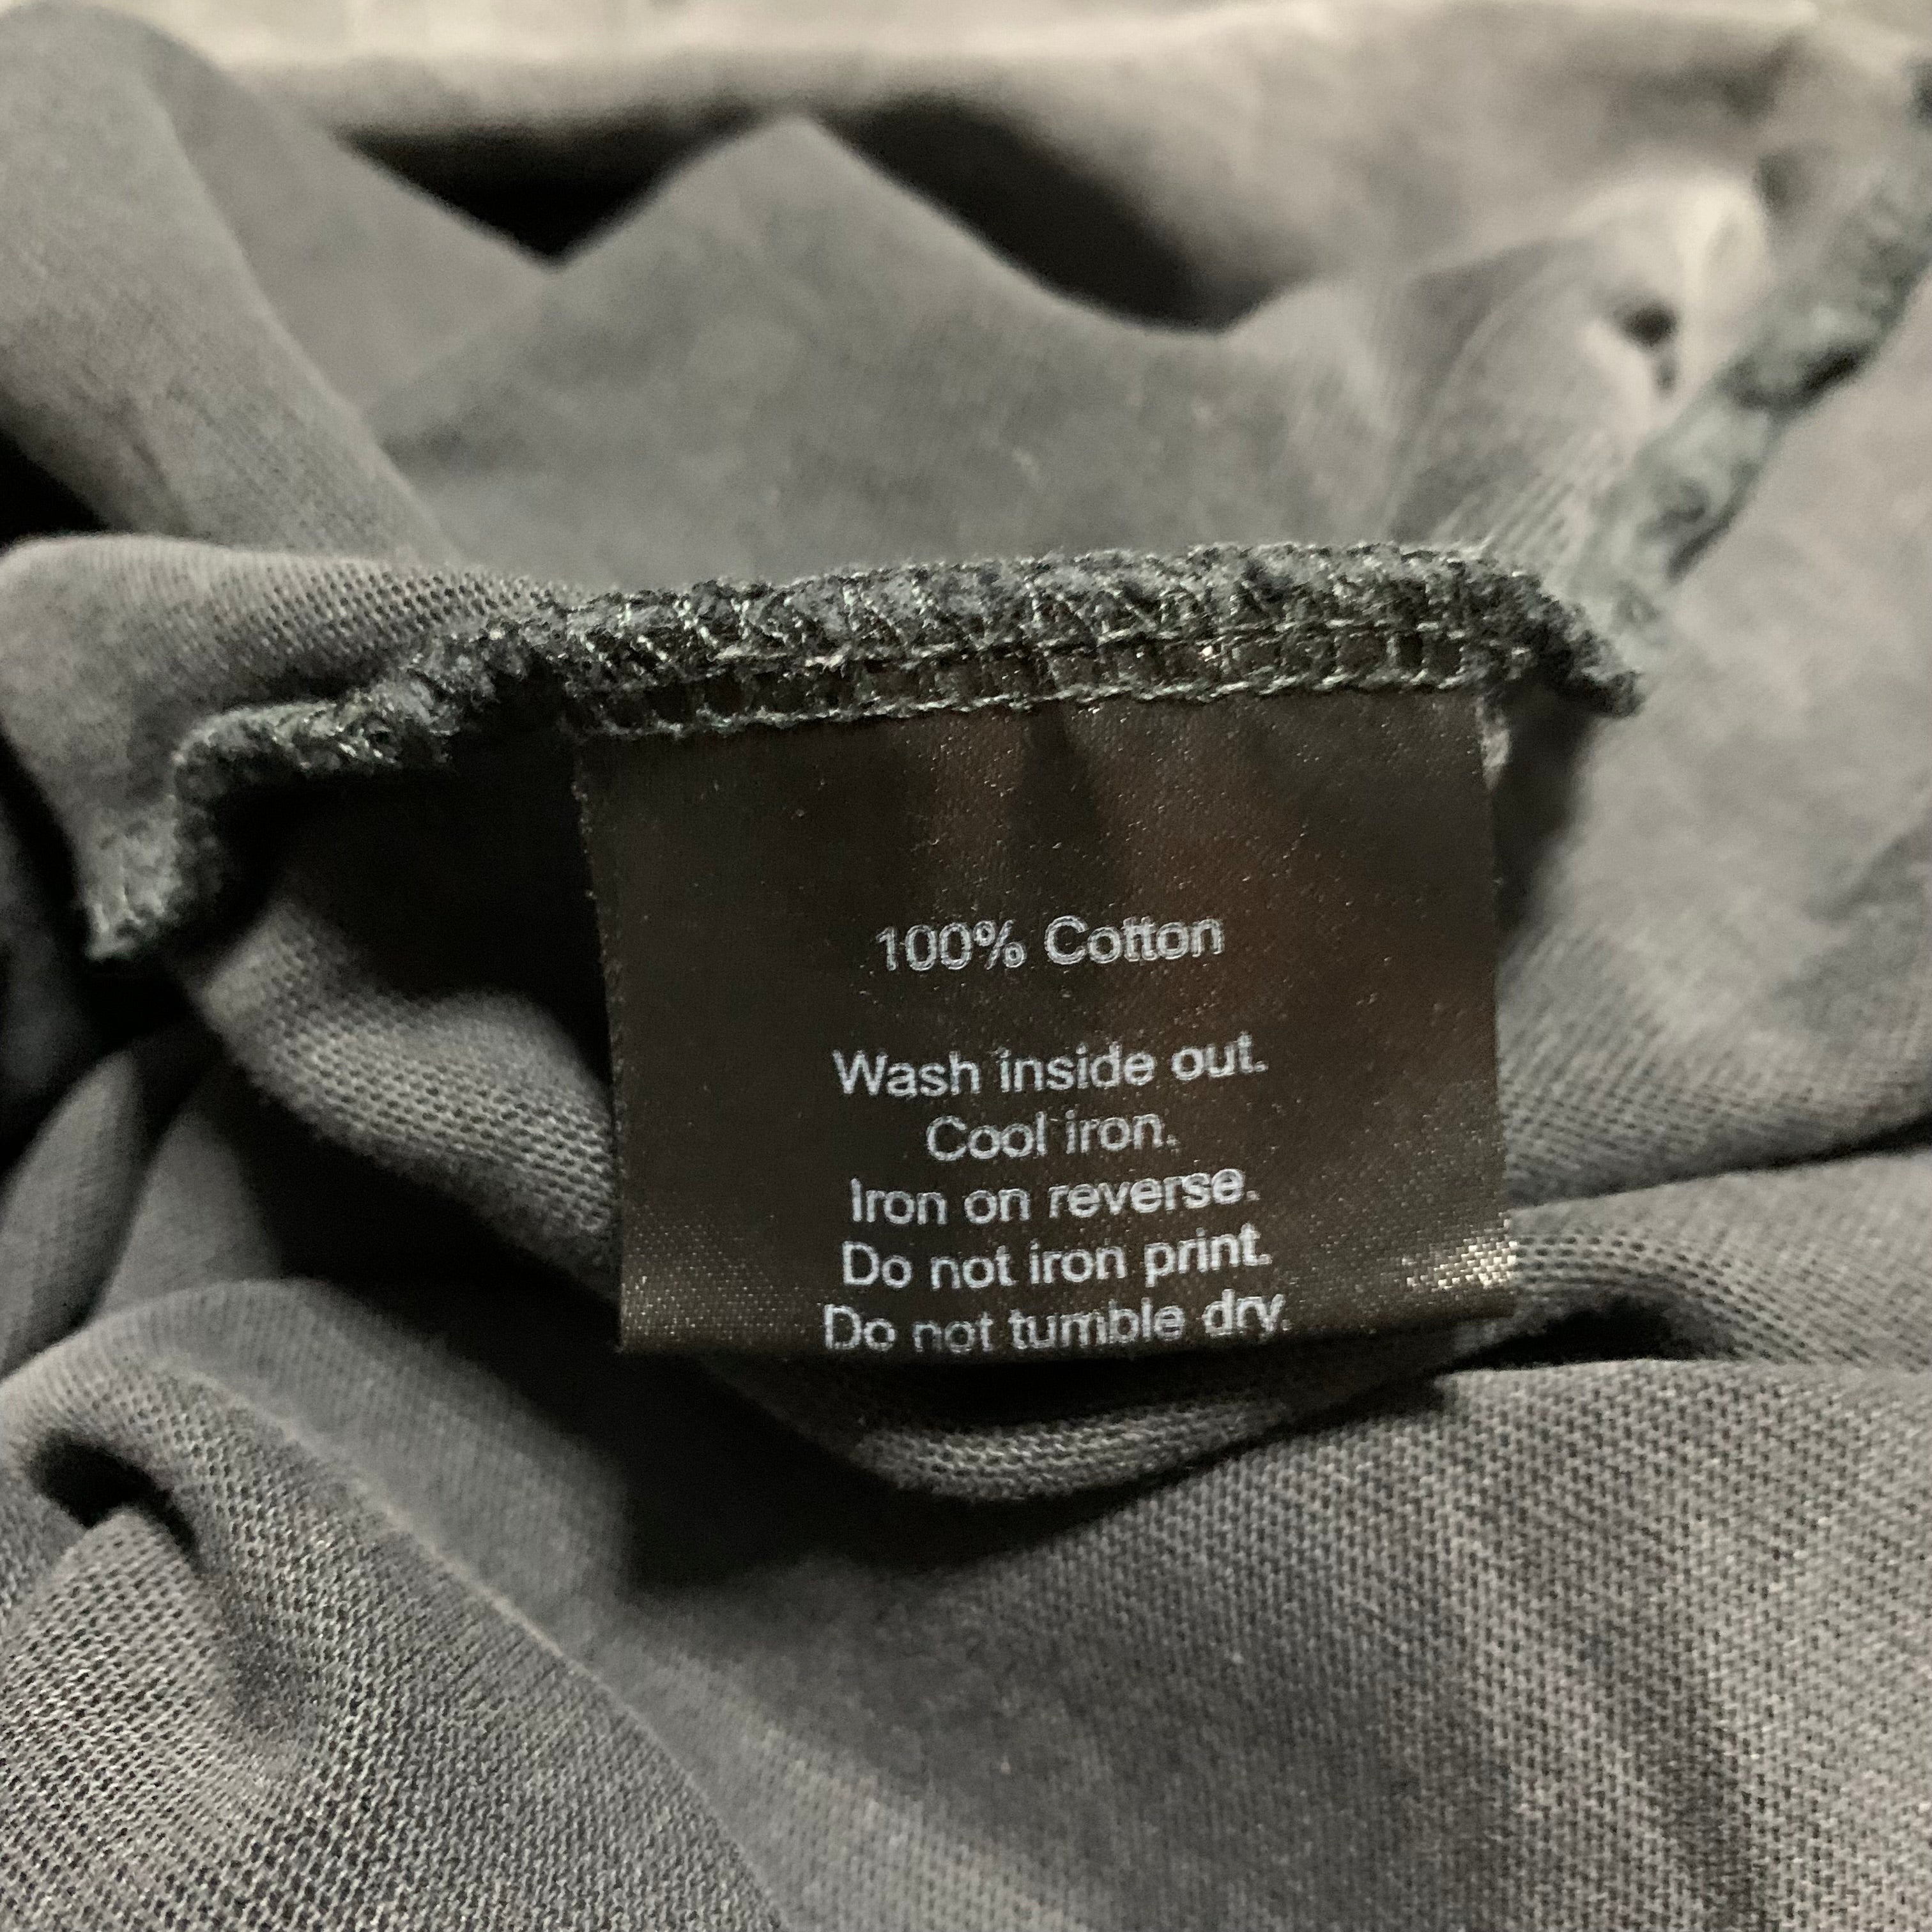 100% Cotton
Wash inside out.
Cool iron.
Iron on reverse.
Do not iron print.
Do not tumble dry.